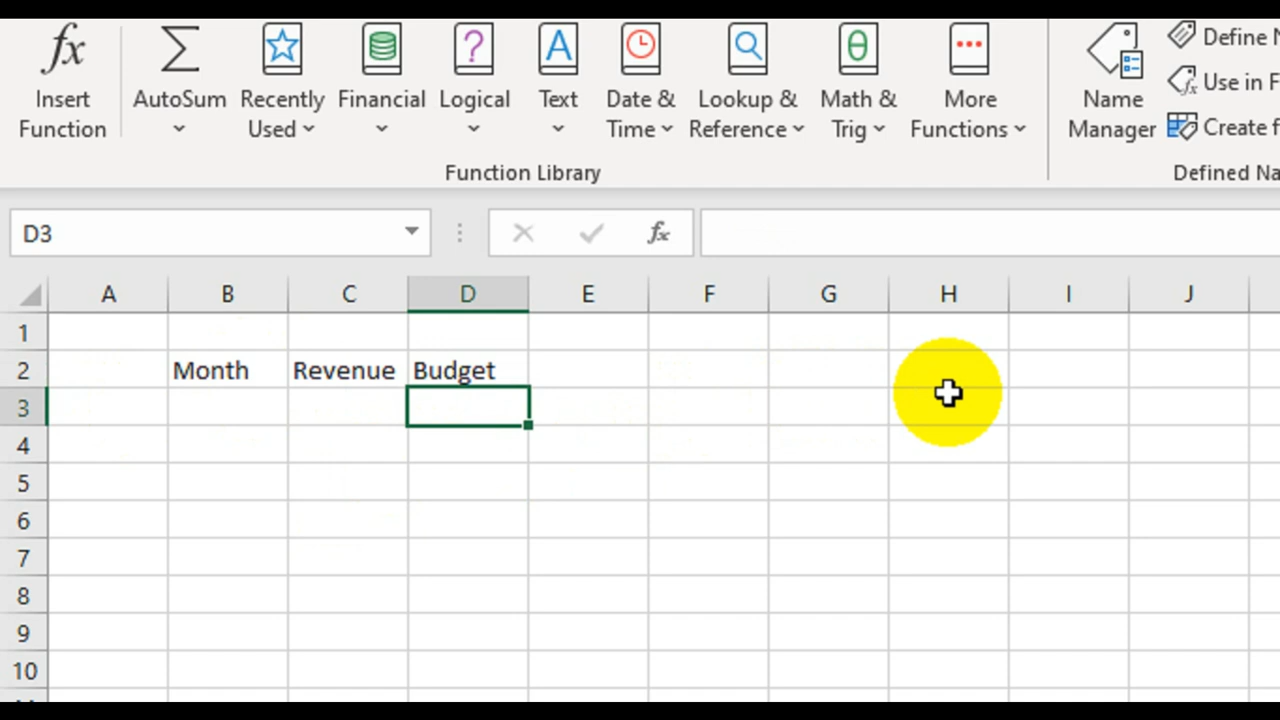 fx Σ ? A θ
Insert Function AutoSum Recently Used Financial Logical Text Date & Time Lookup & Reference Math & Trig More Functions Name Manager
Define N
Use in F
Create f
Function Library Defined Na
D3 fx
A B C D E F G H I J
1
2 Month Revenue Budget
3
4
5
6
7
8
9
10